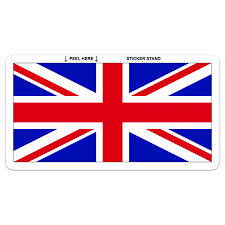 ↓ PEEL HERE ↓ STICKER STAND